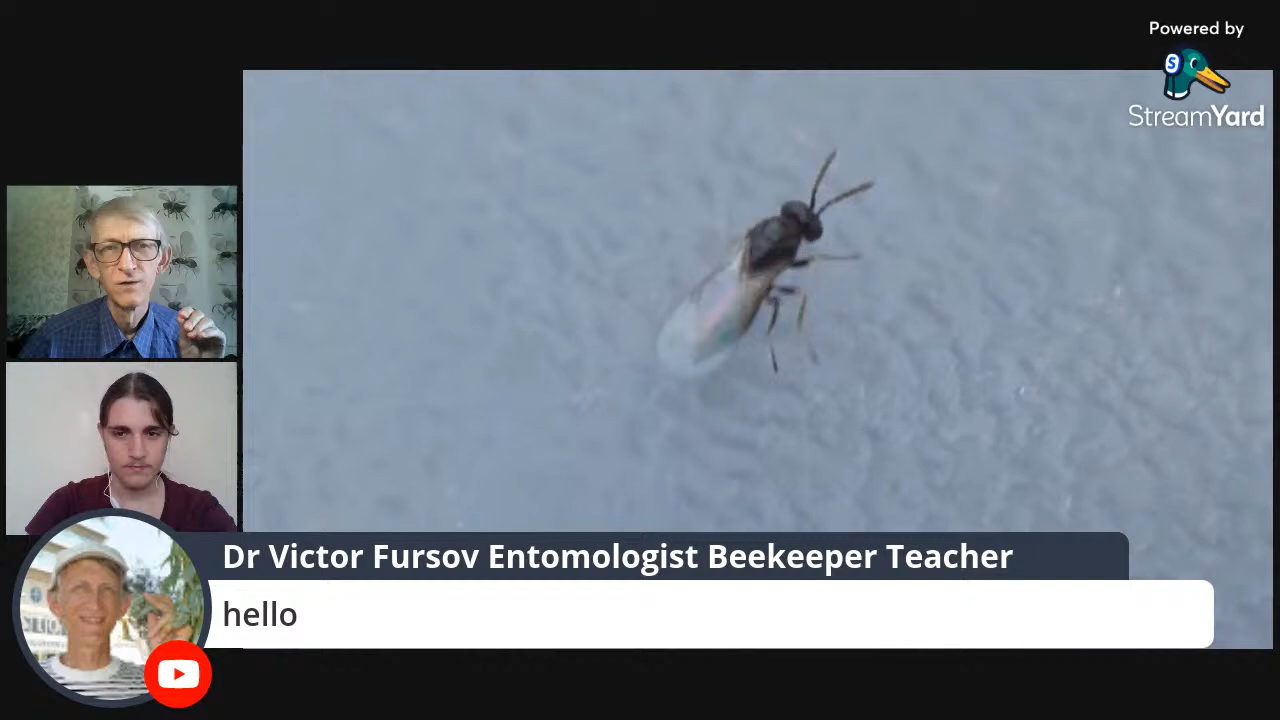 Powered by
StreamYard
Dr Victor Fursov Entomologist Beekeeper Teacher
hello